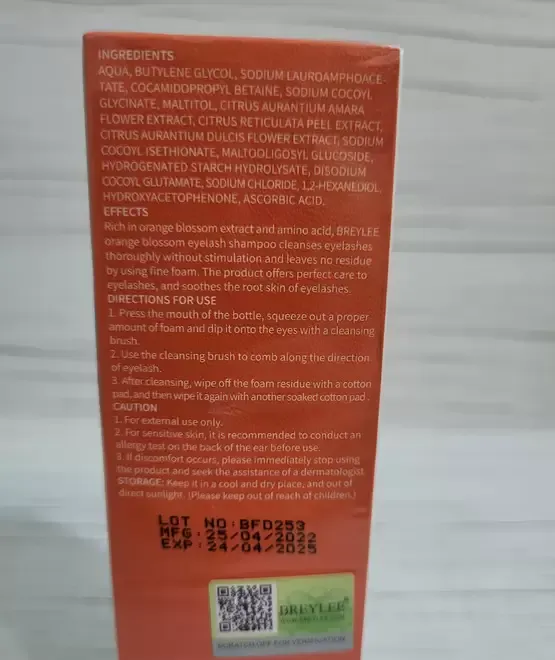 INGREDIENTS
AQUA, BUTYLENE GLYCOL, SODIUM LAUROAMPHOACE-
TATE, COCAMIDOPROPYL BETAINE, SODIUM COCOYL
GLYCINATE, MALTITOL, CITRUS AURANTIUM AMARA
FLOWER EXTRACT, CITRUS RETICULATA PEEL EXTRACT,
CITRUS AURANTIUM DULCIS FLOWER EXTRACT, SODIUM
COCOYL ISETHIONATE, MALTOOLIGOSYL GLUCOSIDE,
HYDROGENATED STARCH HYDROLYSATE, DISODIUM
COCOYL GLUTAMATE, SODIUM CHLORIDE, 1,2-HEXANEDIOL,
HYDROXYACETOPHENONE, ASCORBIC ACID.
EFFECTS
Rich in orange blossom extract and amino acid, BREYLEE
orange blossom eyelash shampoo cleanses eyelashes
thoroughly without stimulation and leaves no residue
by using fine foam. The product offers perfect care to
eyelashes, and soothes the root skin of eyelashes.
DIRECTIONS FOR USE
1. Press the mouth of the bottle, squeeze out a proper
amount of foam and dip it onto the eyes with a cleansing
brush.
2. Use the cleansing brush to comb along the direction
of eyelash.
3. After cleansing, wipe off the foam residue with a cotton
pad, and then wipe it again with another soaked cotton pad.
CAUTION
1. For external use only.
2. For sensitive skin, it is recommended to conduct an
allergy test on the back of the ear before use.
3. If discomfort occurs, please immediately stop using
the product and seek the assistance of a dermatologist.
STORAGE: Keep it in a cool and dry place, and out of
direct sunlight. (Please keep out of reach of children.)
LOT NO:BFD253
MFG:25/04/2022
EXP:24/04/2025
BREYLEE®
SCRATCH OFF FOR VERIFICATION